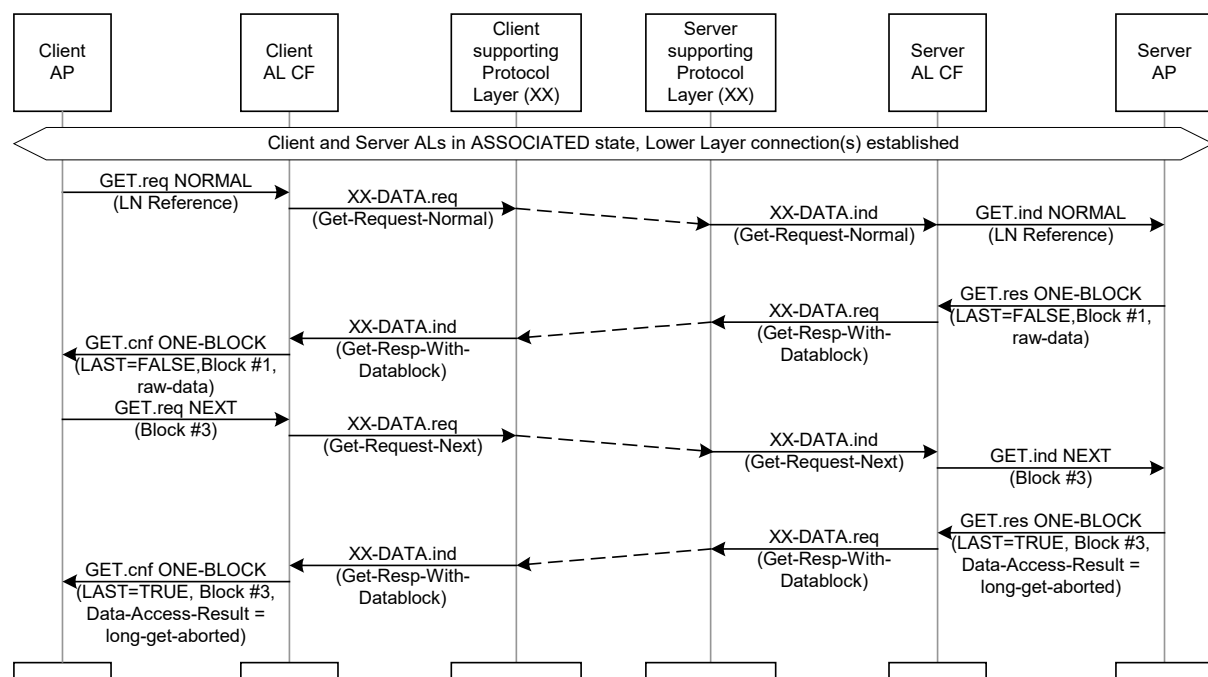 Client
AP
Client
AL CF
Client
supporting
Protocol
Layer (XX)
Server
supporting
Protocol
Layer (XX)
Server
AL CF
Server
AP
Client and Server ALs in ASSOCIATED state, Lower Layer connection(s) established
GET.req NORMAL
(LN Reference)
XX-DATA.req
(Get-Request-Normal)
XX-DATA.ind
(Get-Request-Normal)
GET.ind NORMAL
(LN Reference)
GET.res ONE-BLOCK
(LAST=FALSE,Block #1,
raw-data)
XX-DATA.req
(Get-Resp-With-
Datablock)
XX-DATA.ind
(Get-Resp-With-
Datablock)
GET.cnf ONE-BLOCK
(LAST=FALSE,Block #1,
raw-data)
GET.req NEXT
(Block #3)
XX-DATA.req
(Get-Request-Next)
XX-DATA.ind
(Get-Request-Next)
GET.ind NEXT
(Block #3)
GET.res ONE-BLOCK
(LAST=TRUE, Block #3,
Data-Access-Result =
long-get-aborted)
XX-DATA.req
(Get-Resp-With-
Datablock)
XX-DATA.ind
(Get-Resp-With-
Datablock)
GET.cnf ONE-BLOCK
(LAST=TRUE, Block #3,
Data-Access-Result =
long-get-aborted)